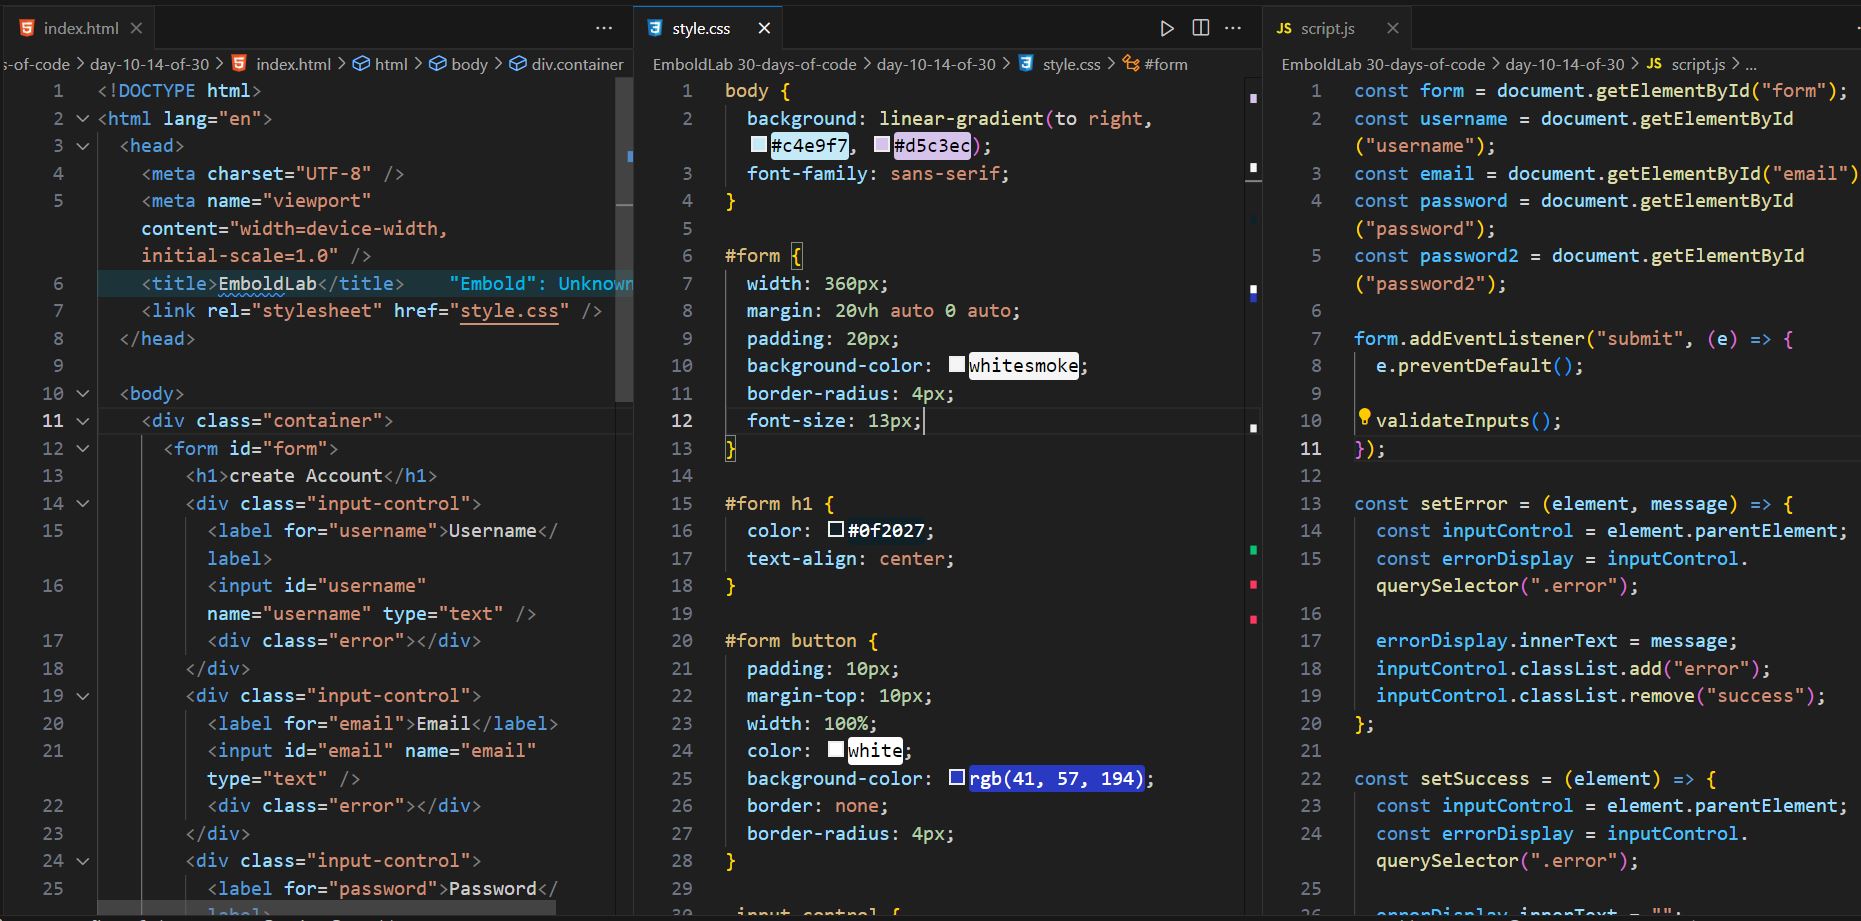 index.html
s-of-code > day-10-14-of-30 > index.html > html > body > div.container
1 <!DOCTYPE html>
2 <html lang="en">
3 <head>
4 <meta charset="UTF-8" />
5 <meta name="viewport"
content="width=device-width,
initial-scale=1.0" />
6 <title>EmboldLab</title> "Embold": Unknown
7 <link rel="stylesheet" href="style.css" />
8 </head>
9
10 <body>
11 <div class="container">
12 <form id="form">
13 <h1>create Account</h1>
14 <div class="input-control">
15 <label for="username">Username</
label>
16 <input id="username"
name="username" type="text" />
17 <div class="error"></div>
18 </div>
19 <div class="input-control">
20 <label for="email">Email</label>
21 <input id="email" name="email"
type="text" />
22 <div class="error"></div>
23 </div>
24 <div class="input-control">
25 <label for="password">Password</
label>
style.css
EmboldLab 30-days-of-code > day-10-14-of-30 > style.css > #form
1 body {
2 background: linear-gradient(to right,
#c4e9f7, #d5c3ec);
3 font-family: sans-serif;
4 }
5
6 #form {
7 width: 360px;
8 margin: 20vh auto 0 auto;
9 padding: 20px;
10 background-color: whitesmoke;
11 border-radius: 4px;
12 font-size: 13px;
13 }
14
15 #form h1 {
16 color: #0f2027;
17 text-align: center;
18 }
19
20 #form button {
21 padding: 10px;
22 margin-top: 10px;
23 width: 100%;
24 color: white;
25 background-color: rgb(41, 57, 194);
26 border: none;
27 border-radius: 4px;
28 }
29
30 .input-control {
JS script.js
EmboldLab 30-days-of-code > day-10-14-of-30 > JS script.js > ...
1 const form = document.getElementById("form");
2 const username = document.getElementById
("username");
3 const email = document.getElementById("email")
4 const password = document.getElementById
("password");
5 const password2 = document.getElementById
("password2");
6
7 form.addEventListener("submit", (e) => {
8 e.preventDefault();
9
10 validateInputs();
11 });
12
13 const setError = (element, message) => {
14 const inputControl = element.parentElement;
15 const errorDisplay = inputControl.
querySelector(".error");
16
17 errorDisplay.innerText = message;
18 inputControl.classList.add("error");
19 inputControl.classList.remove("success");
20 };
21
22 const setSuccess = (element) => {
23 const inputControl = element.parentElement;
24 const errorDisplay = inputControl.
querySelector(".error");
25
26 errorDisplay.innerText = "";